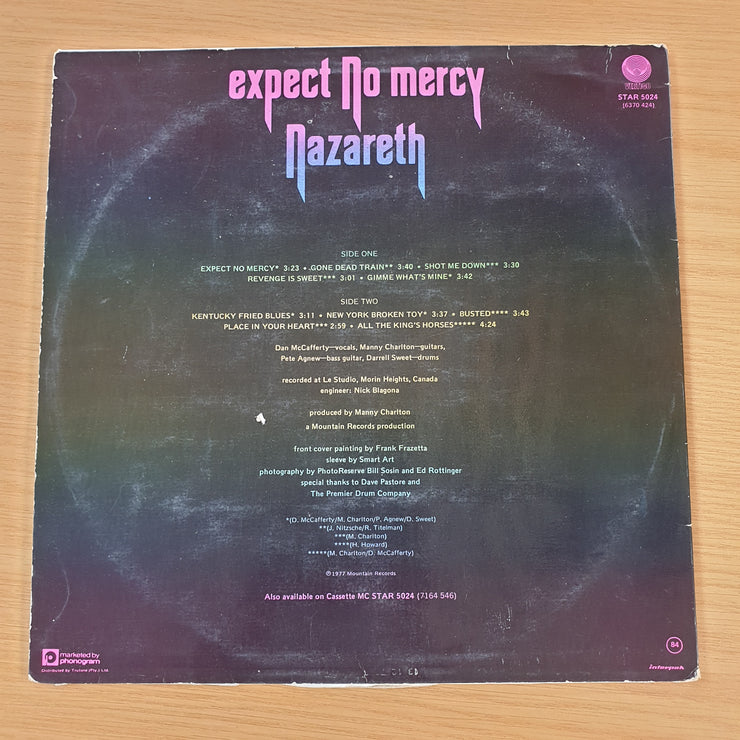 expect No mercy
Nazareth
VERTIGO
STAR 5024
(6370 424)
SIDE ONE
EXPECT NO MERCY* 3:23 • GONE DEAD TRAIN** 3:40 • SHOT ME DOWN*** 3:30
REVENGE IS SWEET*** 3:01 • GIMME WHAT'S MINE* 3:42
SIDE TWO
KENTUCKY FRIED BLUES* 3:11 • NEW YORK BROKEN TOY* 3:37 • BUSTED**** 3:43
PLACE IN YOUR HEART*** 2:59 • ALL THE KING'S HORSES***** 4:24
Dan McCafferty—vocals, Manny Charlton—guitars,
Pete Agnew—bass guitar, Darrell Sweet—drums
recorded at Le Studio, Morin Heights, Canada
engineer: Nick Blagona
produced by Manny Charlton
a Mountain Records production
front cover painting by Frank Frazetta
sleeve by Smart Art
photography by PhotoReserve Bill Sosin and Ed Rottinger
special thanks to Dave Pastore and
The Premier Drum Company
*(D. McCafferty/M. Charlton/P. Agnew/D. Sweet)
**(J. Nitzsche/R. Titelman)
***(M. Charlton)
****(H. Howard)
*****(M. Charlton/D. McCafferty)
℗1977 Mountain Records
Also available on Cassette MC STAR 5024 (7164 546)
marketed by
phonogram
Distributed by Trutone (Pty.) Ltd.
84
interpak